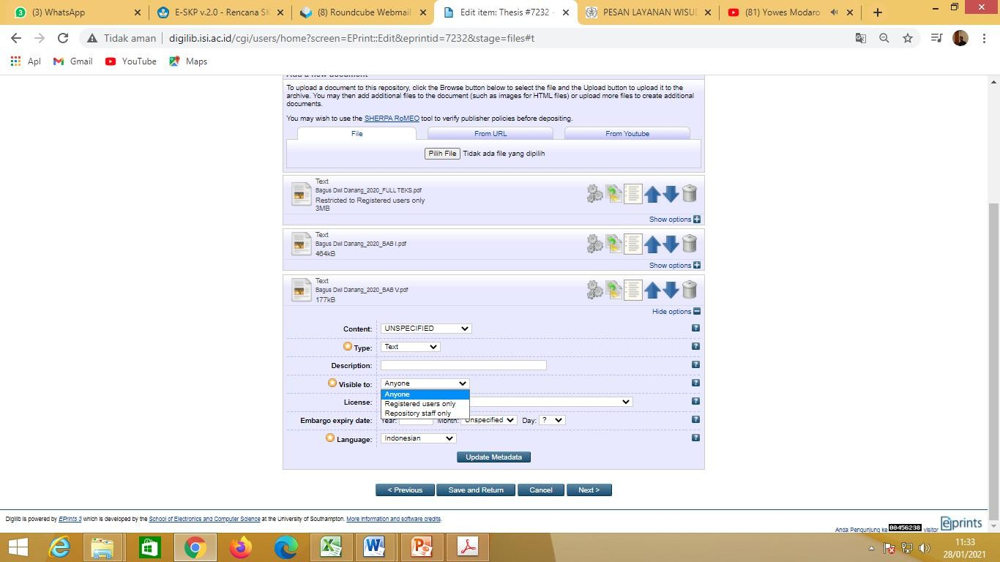 (3) WhatsApp
E-SKP v.2.0 - Rencana SK
(8) Roundcube Webmail
Edit item: Thesis #7232 -
PESAN LAYANAN WISUD
(81) Yowes Modaro
Tidak aman | digilib.isi.ac.id/cgi/users/home?screen=EPrint::Edit&eprintid=7232&stage=files#t
Apl Gmail YouTube Maps
Add a new document
To upload a document to this repository, click the Browse button below to select the file and the Upload button to upload it to the
archive. You may then add additional files to the document (such as images for HTML files) or upload more files to create additional
documents.
You may wish to use the SHERPA RoMEO tool to verify publisher policies before depositing.
File From URL From Youtube
Pilih File Tidak ada file yang dipilih
Text
Bagus Dwi Danang_2020_FULL TEKS.pdf
Restricted to Registered users only
3MB
Show options
Text
Bagus Dwi Danang_2020_BAB I.pdf
464kB
Show options
Text
Bagus Dwi Danang_2020_BAB V.pdf
177kB
Hide options
Content: UNSPECIFIED ?
Type: Text ?
Description: ?
Visible to: Anyone ?
Anyone
License: ?
Registered users only
Repository staff only
Embargo expiry date: Year: Month: Unspecified Day: ? ?
Language: Indonesian ?
Update Metadata
< Previous Save and Return Cancel Next >
Digilib is powered by EPrints 3 which is developed by the School of Electronics and Computer Science at the University of Southampton. More information and software credits.
Anda Pengunjung ke 00456238 visitor eprints
11:33
28/01/2021